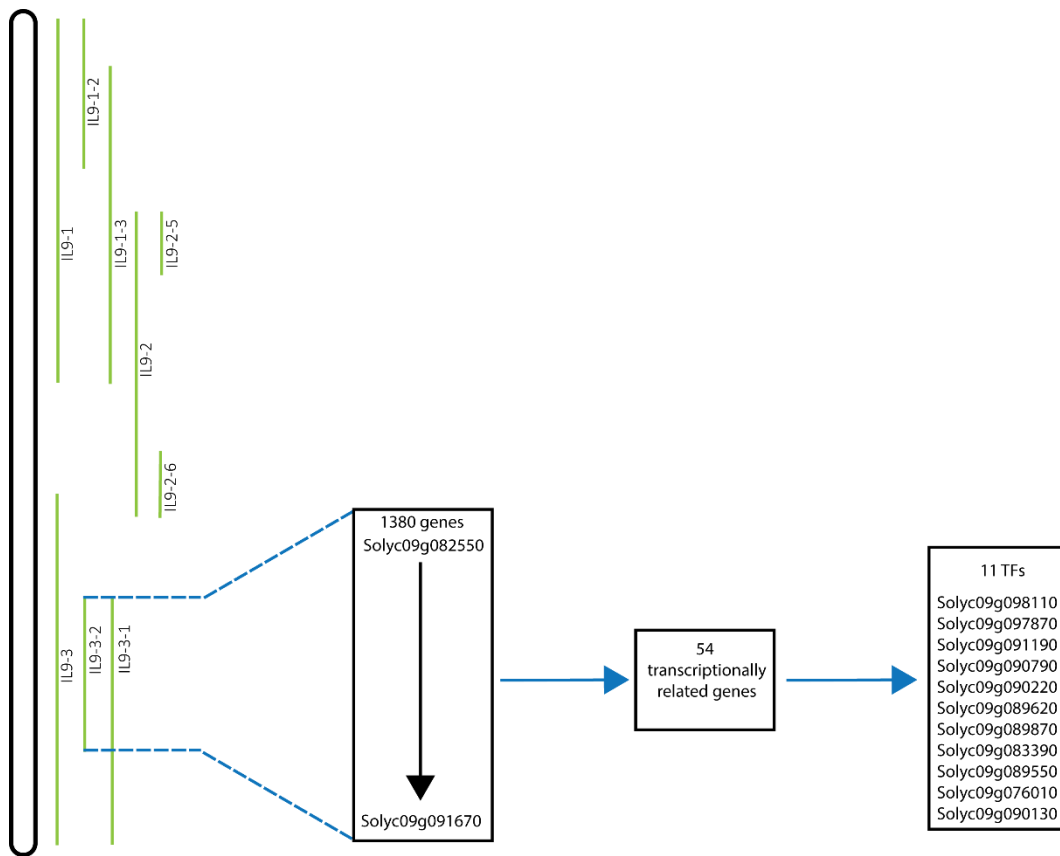 IL9-1
IL9-1-2
IL9-1-3
IL9-2
IL9-2-5
IL9-2-6
IL9-3
IL9-3-2
IL9-3-1
1380 genes
Solyc09g082550
Solyc09g091670
54
transcriptionally
related genes
11 TFs
Solyc09g098110
Solyc09g097870
Solyc09g091190
Solyc09g090790
Solyc09g090220
Solyc09g089620
Solyc09g089870
Solyc09g083390
Solyc09g089550
Solyc09g076010
Solyc09g090130